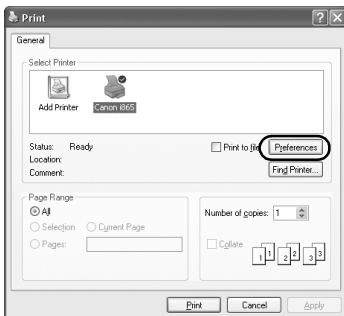 Print
General
Select Printer
Add Printer
Canon i865
Status: Ready
Location:
Comment:
Print to file
Preferences
Find Printer...
Page Range
All
Selection
Current Page
Pages:
Number of copies: 1
Collate
1 1 2 2 3 3
Print
Cancel
Apply